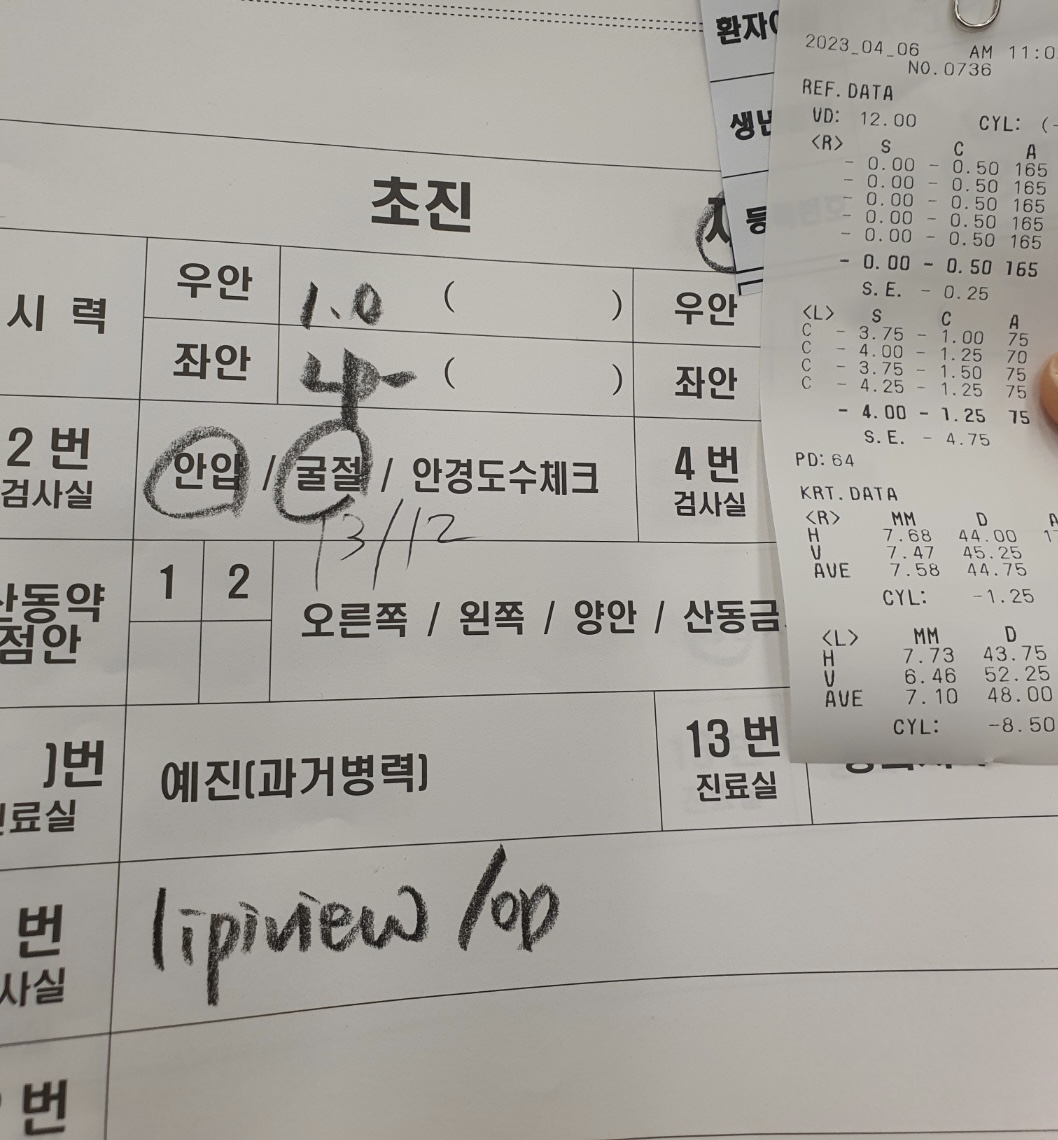 환자
생년
등
초진
시 력
우안 1.0 ( ) 우안
좌안 ( ) 좌안
2 번
검사실
안압 / 굴절 / 안경도수체크
4 번
검사실
13/12
산동약
점안
1 2
오른쪽 / 왼쪽 / 양안 / 산동금
번
진료실
예진(과거병력)
13 번
진료실
번
사실
lipiview /op
번
2023_04_06 AM 11:0
NO.0736
REF.DATA
VD: 12.00 CYL: (-
<R> S C A
- 0.00 - 0.50 165
- 0.00 - 0.50 165
- 0.00 - 0.50 165
- 0.00 - 0.50 165
- 0.00 - 0.50 165
- 0.00 - 0.50 165
S.E. - 0.25
<L> S C A
C - 3.75 - 1.00 75
C - 4.00 - 1.25 70
C - 3.75 - 1.50 75
C - 4.25 - 1.25 75
- 4.00 - 1.25 75
S.E. - 4.75
PD: 64
KRT.DATA
<R> MM D A
H 7.68 44.00 1
V 7.47 45.25
AVE 7.58 44.75
CYL: -1.25
<L> MM D
H 7.73 43.75
V 6.46 52.25
AVE 7.10 48.00
CYL: -8.50